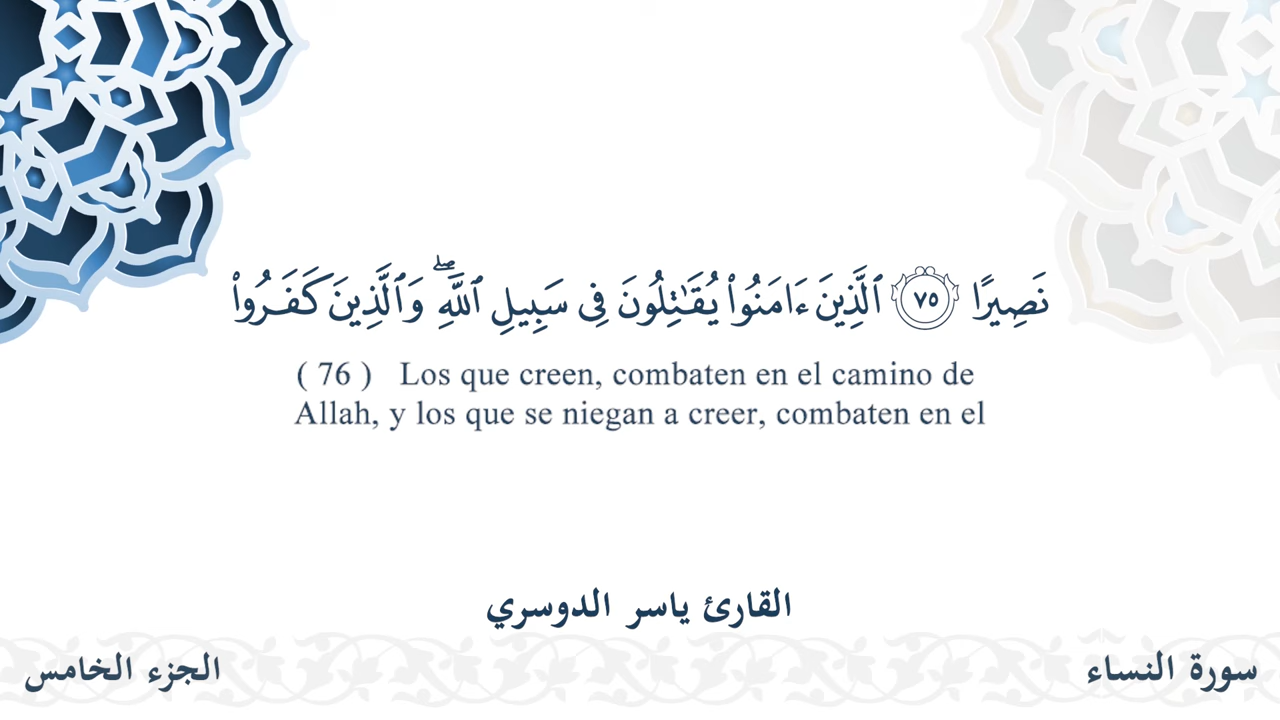 نَصِيرًا ٧٥ ٱلَّذِينَ ءَامَنُوا۟ يُقَـٰتِلُونَ فِى سَبِيلِ ٱللَّهِ ۖ وَٱلَّذِينَ كَفَرُوا۟
( 76 ) Los que creen, combaten en el camino de
Allah, y los que se niegan a creer, combaten en el
القارئ ياسر الدوسري
سورة النساء
الجزء الخامس